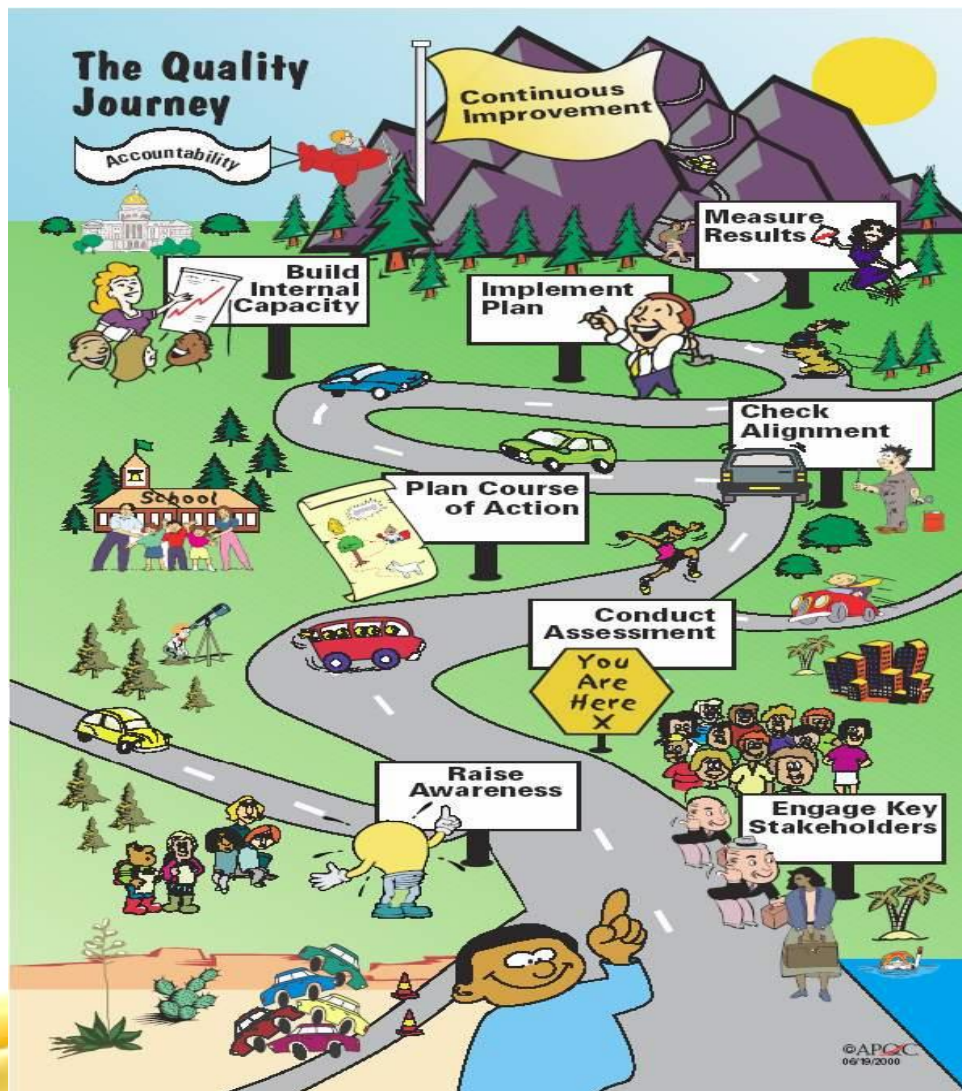 The Quality
Journey
Continuous
Improvement
Accountability
Measure
Results
Build
Internal
Capacity
Implement
Plan
Check
Alignment
School
Plan Course
of Action
Conduct
Assessment
You
Are
Here
X
Raise
Awareness
Engage Key
Stakeholders
©APQC
06/19/2000